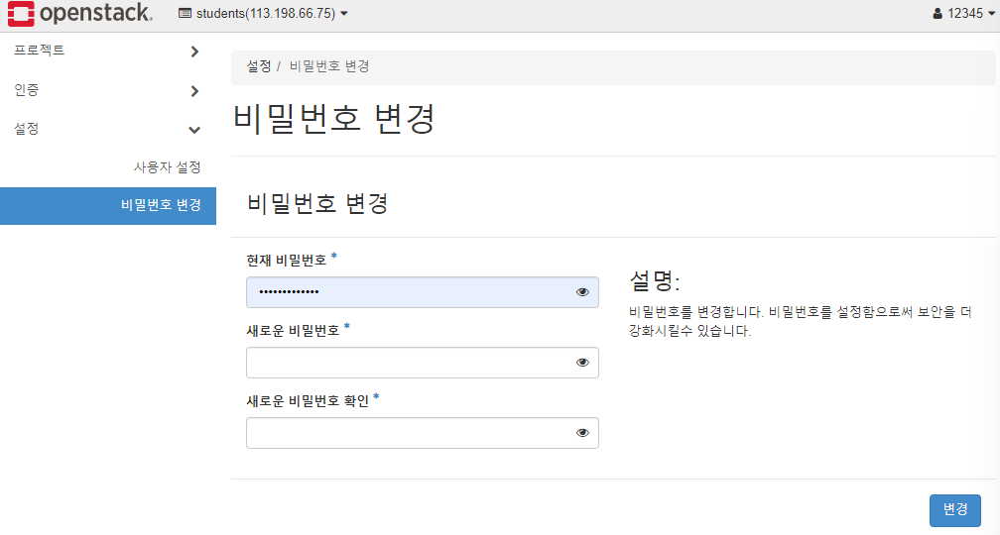 openstack.
students(113.198.66.75)
12345
프로젝트
인증
설정
사용자 설정
비밀번호 변경
설정 / 비밀번호 변경
비밀번호 변경
비밀번호 변경
현재 비밀번호 *
•••••••••••••
새로운 비밀번호 *
새로운 비밀번호 확인 *
설명:
비밀번호를 변경합니다. 비밀번호를 설정함으로써 보안을 더
강화시킬수 있습니다.
변경